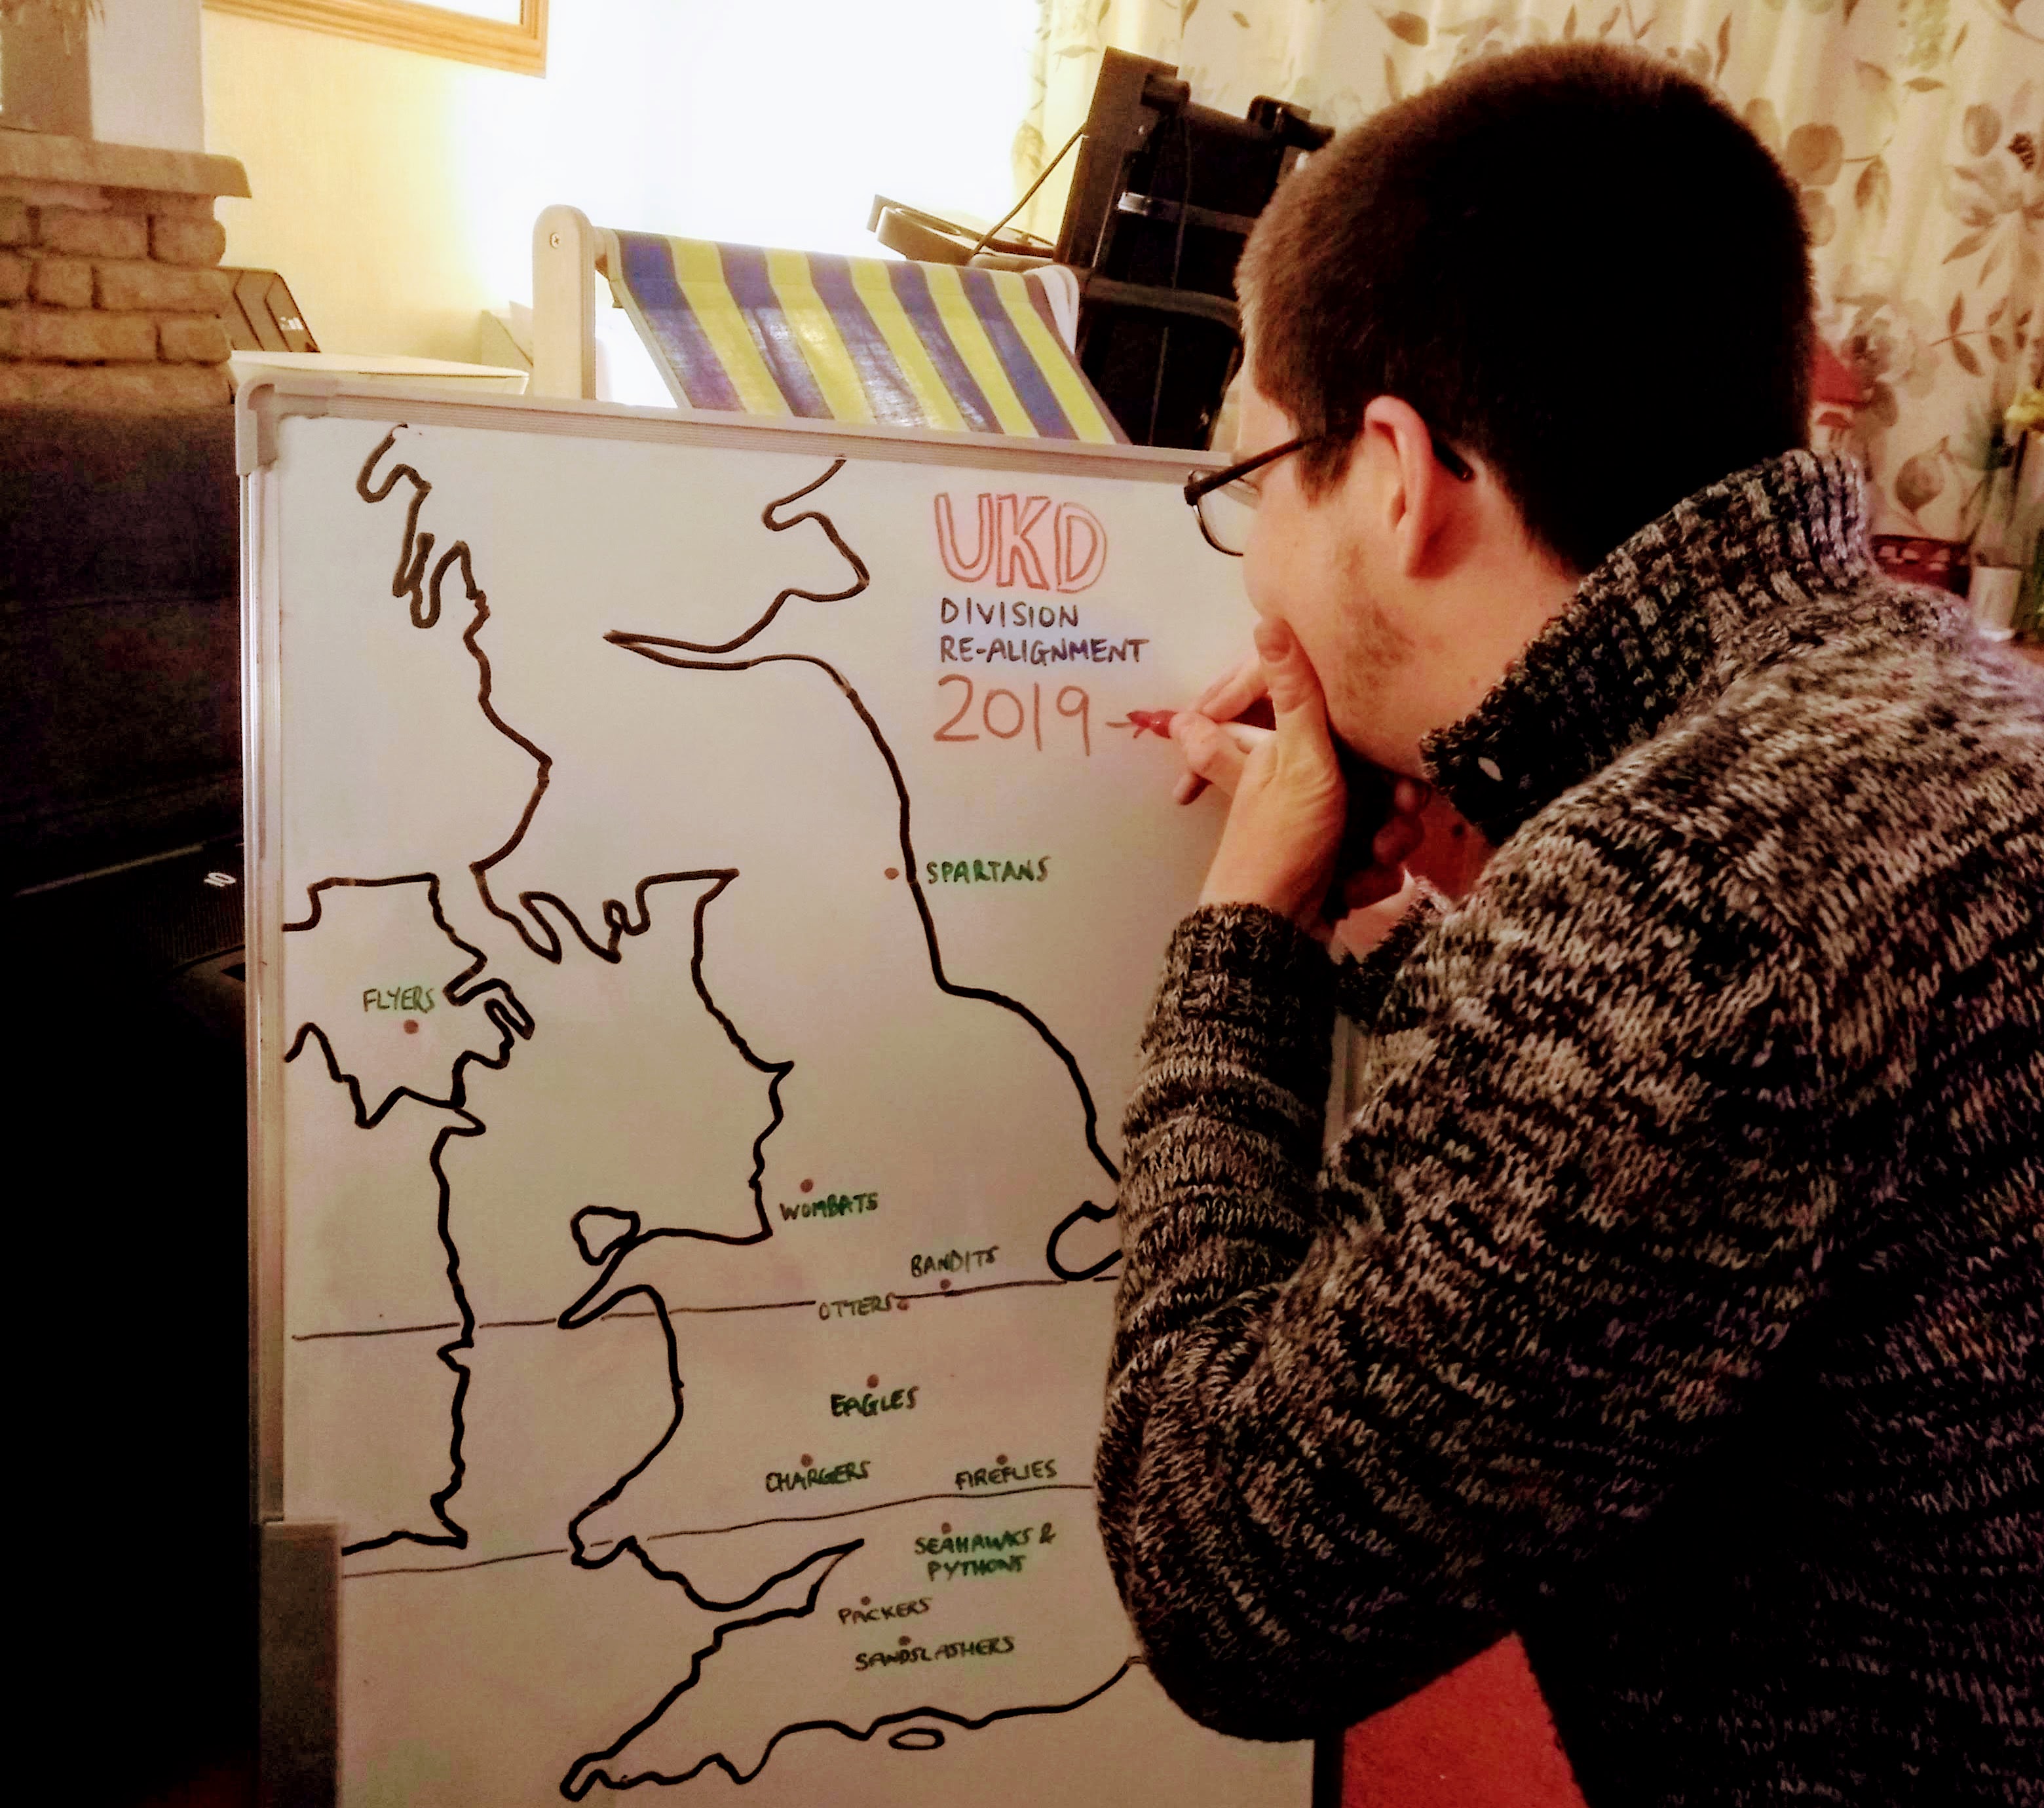 UKD
DIVISION
RE-ALIGNMENT
2019-
SPARTANS
FLYERS
WOMBATS
BANDITS
OTTERS
EAGLES
CHARGERS
FIREFLIES
SEAHAWKS &
PYTHONS
PACKERS
SANDSLASHERS